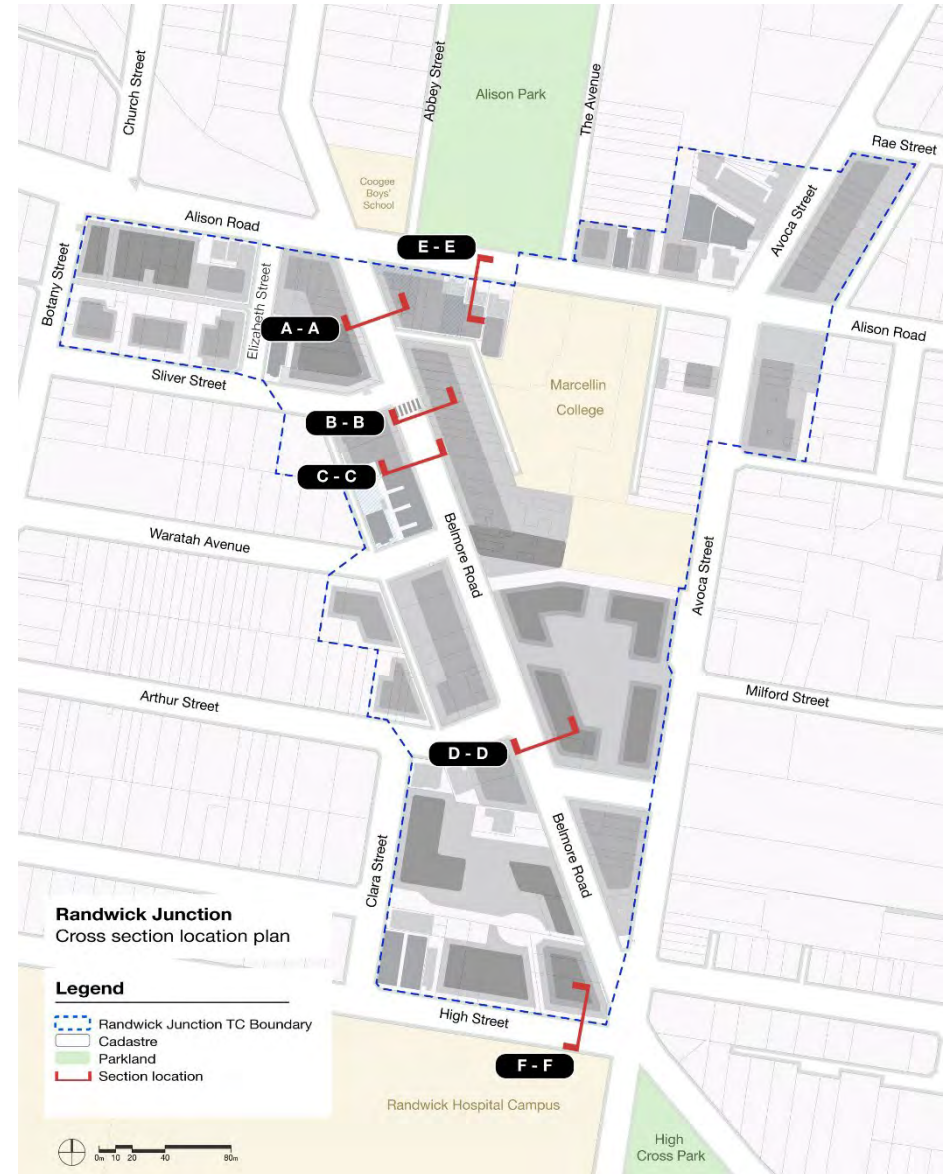 Church Street
Abbey Street
Alison Park
The Avenue
Rae Street
Coogee
Boys'
School
Avoca Street
Alison Road
E - E
Botany Street
Elizabeth Street
A - A
Alison Road
Sliver Street
Marcellin
College
B - B
C - C
Belmore Road
Waratah Avenue
Avoca Street
Arthur Street
Milford Street
D - D
Belmore Road
Clara Street
Randwick Junction
Cross section location plan
Legend
Randwick Junction TC Boundary
Cadastre
Parkland
Section location
High Street
F - F
Randwick Hospital Campus
High
Cross Park
0m 10 20 40 80m